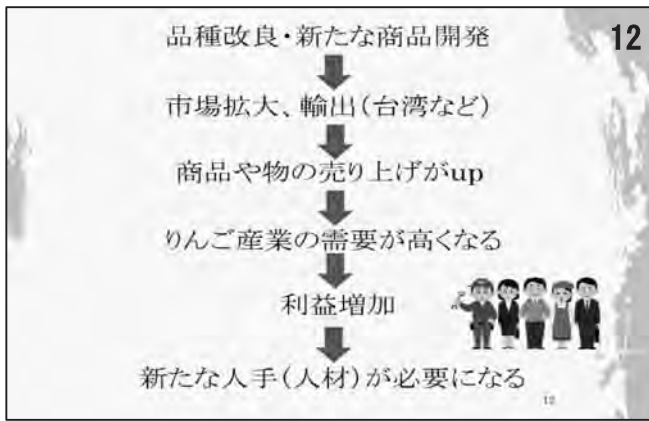 12
品種改良・新たな商品開発
市場拡大、輸出(台湾など)
商品や物の売り上げがup
りんご産業の需要が高くなる
利益増加
新たな人手(人材)が必要になる
12